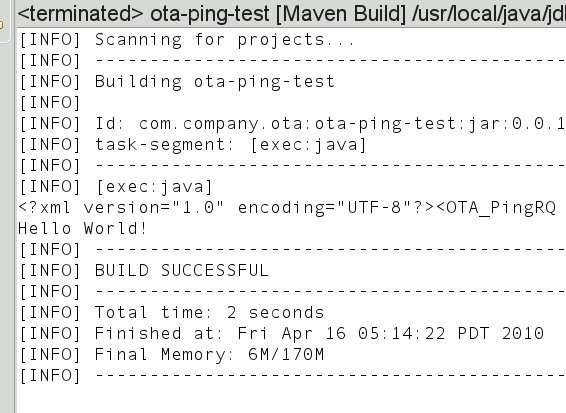 <terminated> ota-ping-test [Maven Build] /usr/local/java/jd
[INFO] Scanning for projects...
[INFO] ------------------------------------------
[INFO] Building ota-ping-test
[INFO]
[INFO] Id: com.company.ota:ota-ping-test:jar:0.0.1
[INFO] task-segment: [exec:java]
[INFO] ------------------------------------------
[INFO] [exec:java]
<?xml version="1.0" encoding="UTF-8"?><OTA_PingRQ
Hello World!
[INFO] ------------------------------------------
[INFO] BUILD SUCCESSFUL
[INFO] ------------------------------------------
[INFO] Total time: 2 seconds
[INFO] Finished at: Fri Apr 16 05:14:22 PDT 2010
[INFO] Final Memory: 6M/170M
[INFO] ------------------------------------------